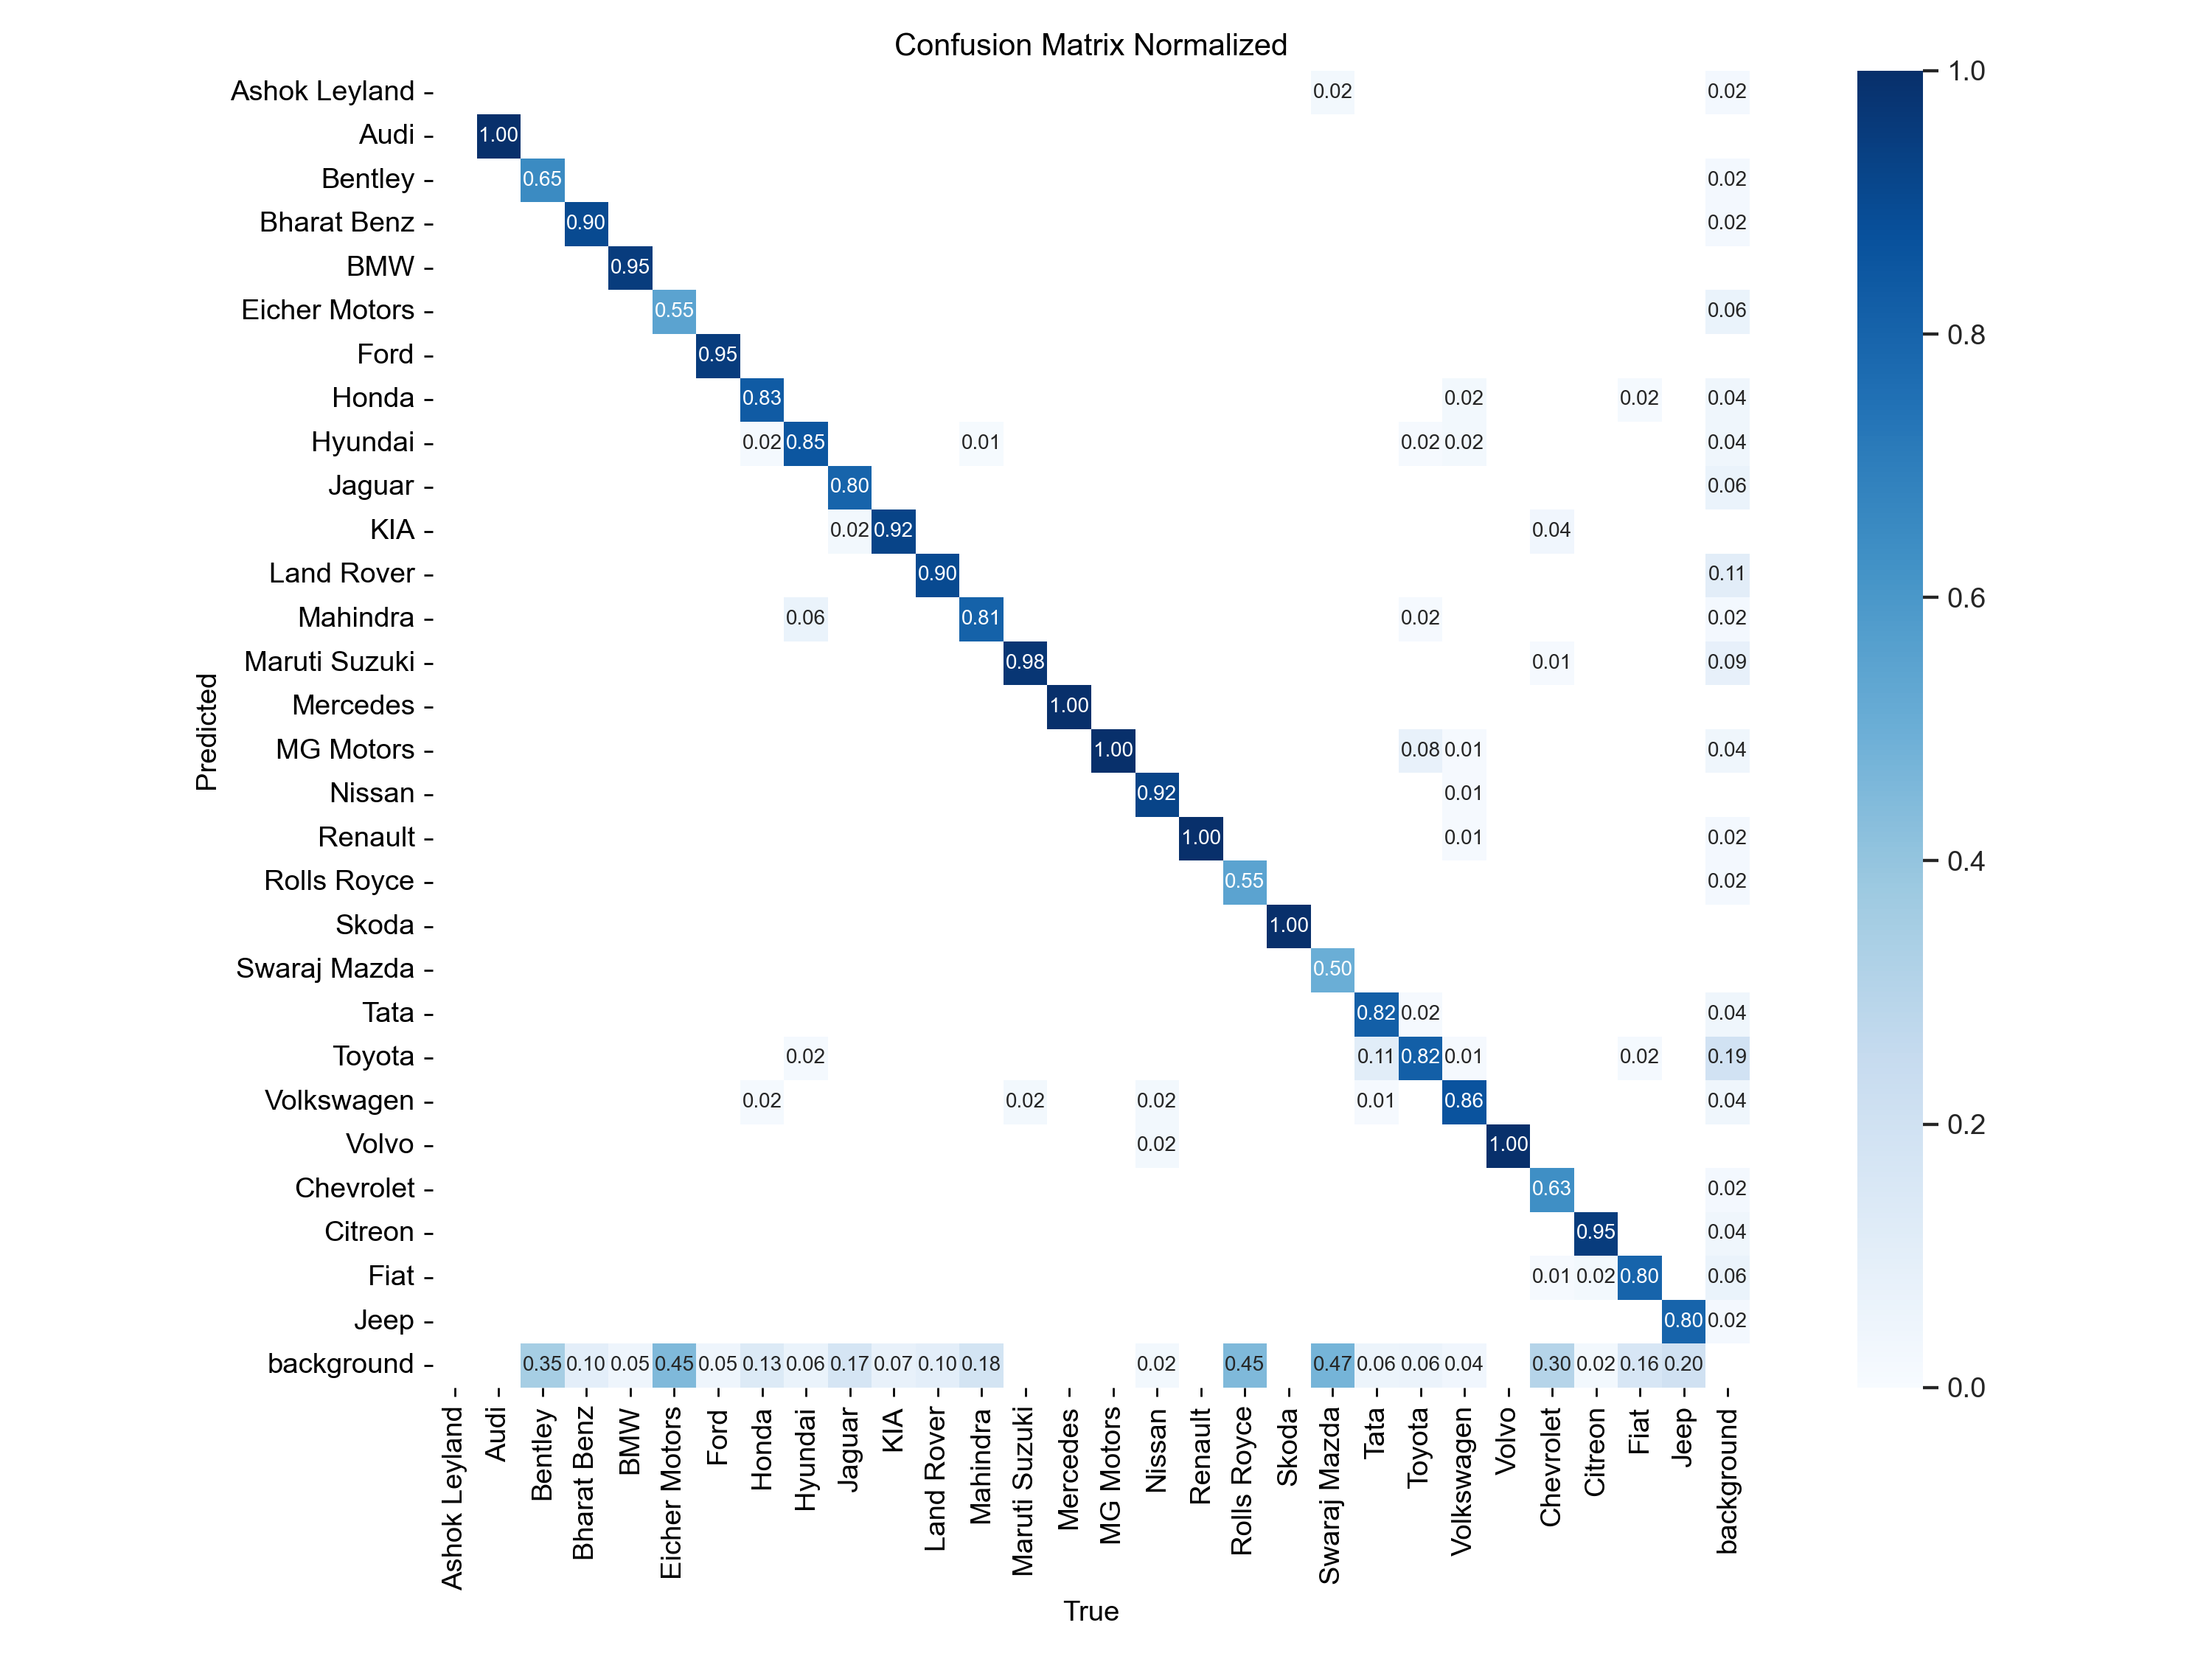 Confusion Matrix Normalized
Ashok Leyland 0.02 0.02
Audi 1.00
Bentley 0.65 0.02
Bharat Benz 0.90 0.02
BMW 0.95
Eicher Motors 0.55 0.06
Ford 0.95
Honda 0.83 0.02 0.02 0.04
Hyundai 0.02 0.85 0.01 0.02 0.02 0.04
Jaguar 0.80 0.06
KIA 0.02 0.92 0.04
Land Rover 0.90 0.11
Mahindra 0.06 0.81 0.02 0.02
Maruti Suzuki 0.98 0.01 0.09
Mercedes 1.00
MG Motors 1.00 0.08 0.01 0.04
Nissan 0.92 0.01
Renault 1.00 0.01 0.02
Rolls Royce 0.55 0.02
Skoda 1.00
Swaraj Mazda 0.50
Tata 0.82 0.02 0.04
Toyota 0.02 0.11 0.82 0.01 0.02 0.19
Volkswagen 0.02 0.02 0.02 0.01 0.86 0.04
Volvo 0.02 1.00
Chevrolet 0.63 0.02
Citreon 0.95 0.04
Fiat 0.01 0.02 0.80 0.06
Jeep 0.80 0.02
background 0.35 0.10 0.05 0.45 0.05 0.13 0.06 0.17 0.07 0.10 0.18 0.02 0.45 0.47 0.06 0.06 0.04 0.30 0.02 0.16 0.20
Predicted
Ashok Leyland
Audi
Bentley
Bharat Benz
BMW
Eicher Motors
Ford
Honda
Hyundai
Jaguar
KIA
Land Rover
Mahindra
Maruti Suzuki
Mercedes
MG Motors
Nissan
Renault
Rolls Royce
Skoda
Swaraj Mazda
Tata
Toyota
Volkswagen
Volvo
Chevrolet
Citreon
Fiat
Jeep
background
True
1.0
0.8
0.6
0.4
0.2
0.0